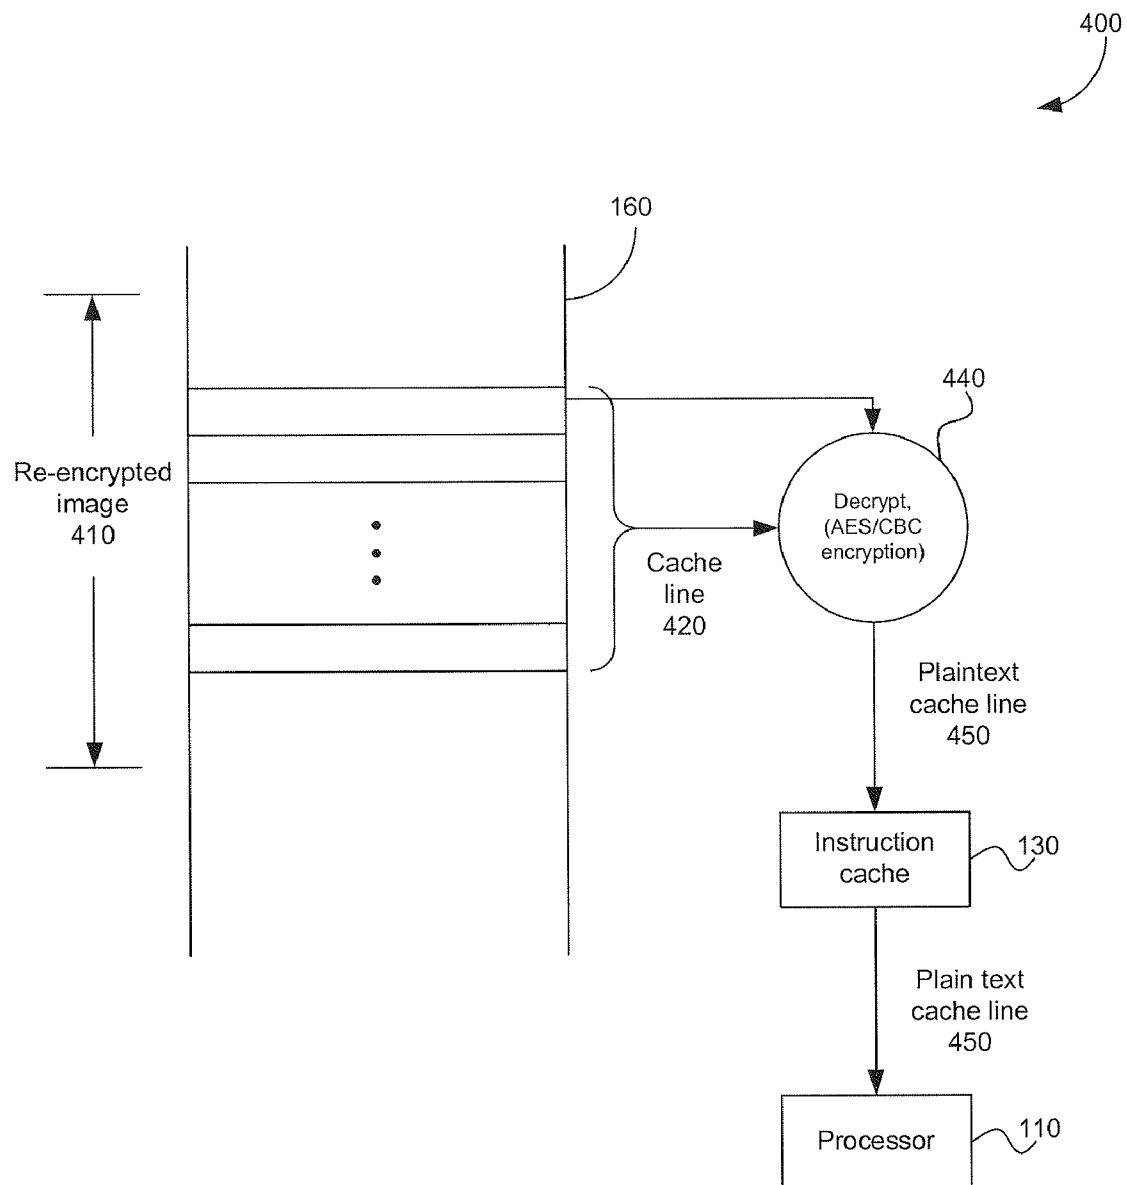 400
160
440
Re-encrypted
image
410
Decrypt,
(AES/CBC
encryption)
Cache
line
420
Plaintext
cache line
450
Instruction
cache
130
Plain text
cache line
450
Processor
110